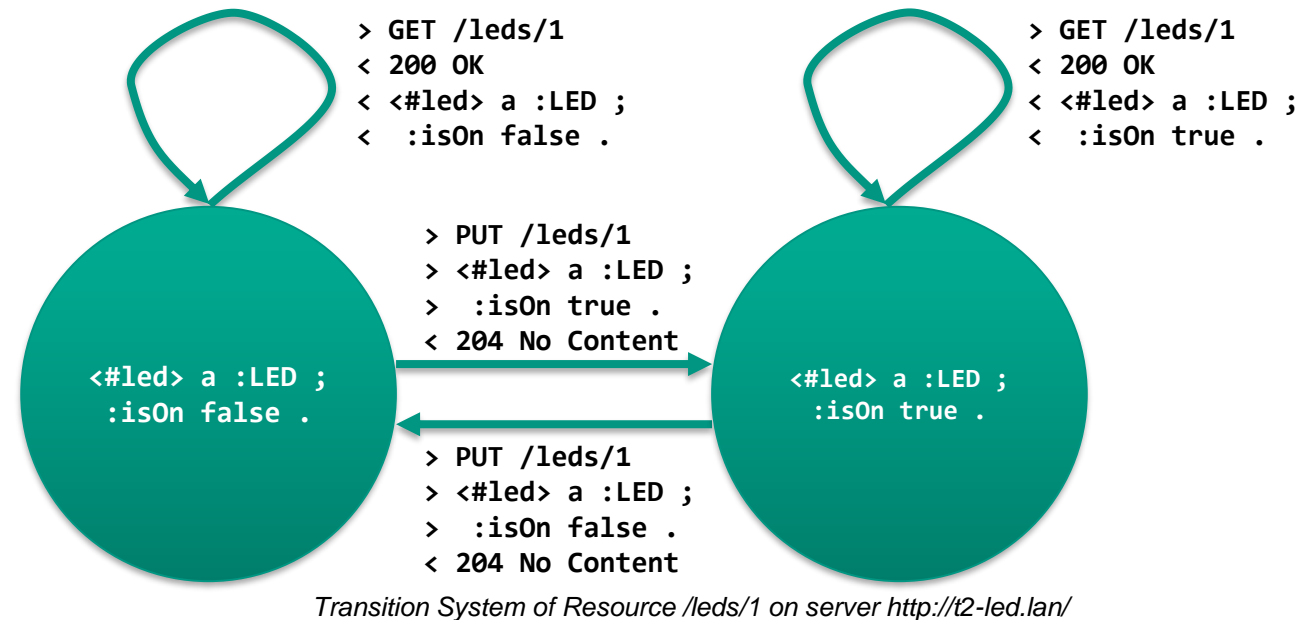 > GET /leds/1
< 200 OK
< <#led> a :LED ;
<  :isOn false .
> GET /leds/1
< 200 OK
< <#led> a :LED ;
<  :isOn true .
> PUT /leds/1
> <#led> a :LED ;
>  :isOn true .
< 204 No Content
<#led> a :LED ;
:isOn false .
<#led> a :LED ;
:isOn true .
> PUT /leds/1
> <#led> a :LED ;
>  :isOn false .
< 204 No Content
Transition System of Resource /leds/1 on server http://t2-led.lan/